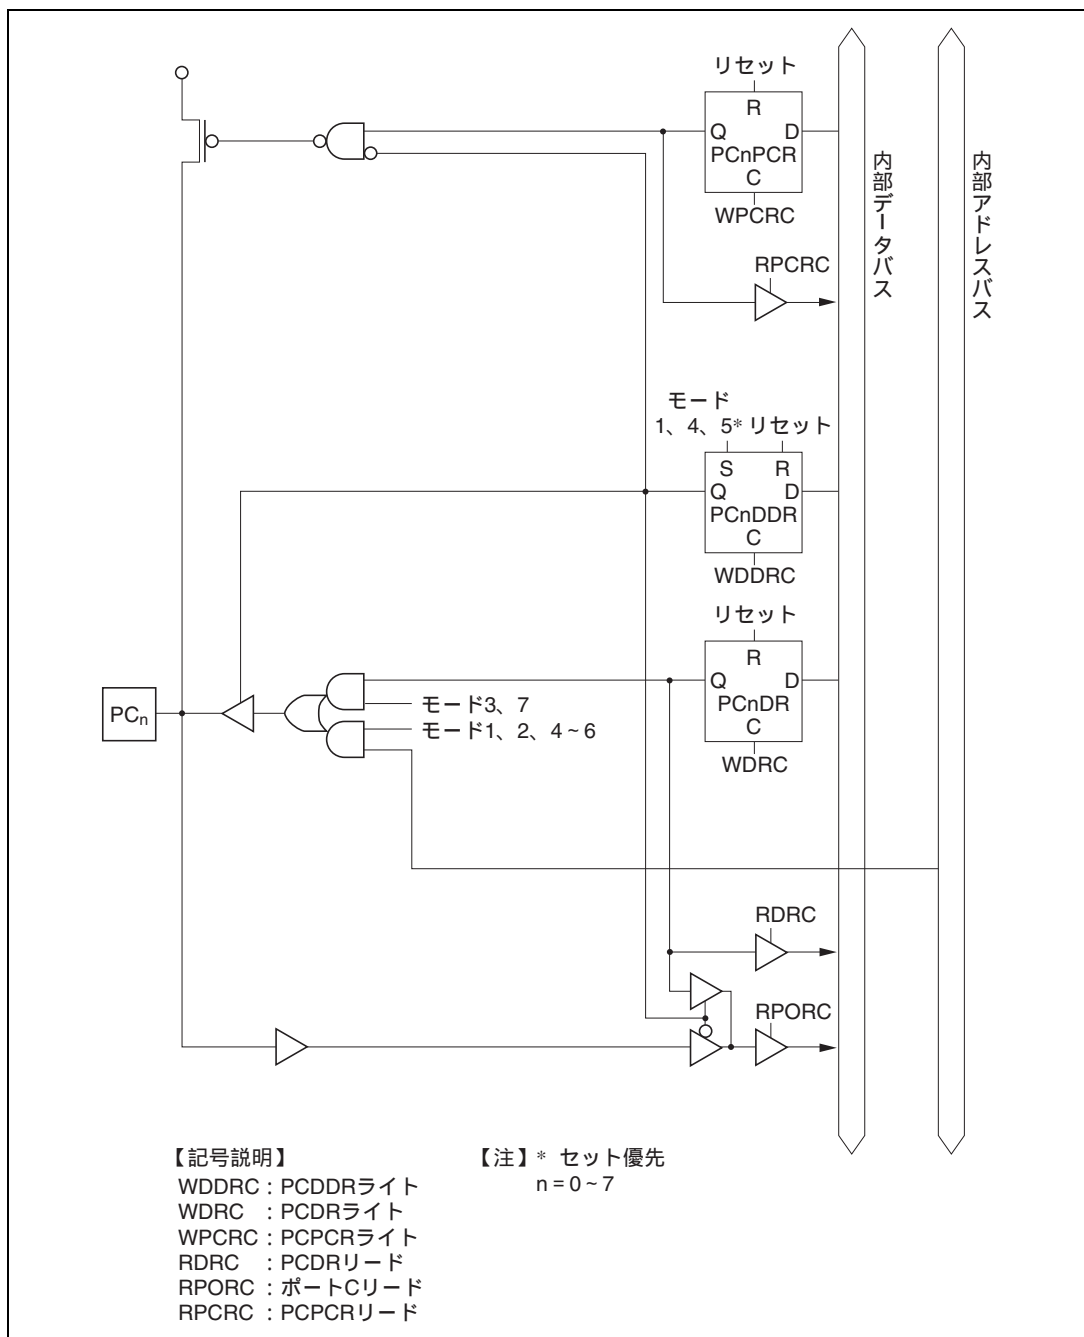 リセット
R
Q D
PCnPCR
C
WPCRC
RPCRC
内部データバス
内部アドレスバス
モード
1、4、5* リセット
S R
Q D
PCnDDR
C
WDDRC
リセット
R
Q D
PCnDR
C
WDRC
モード3、7
モード1、2、4~6
PCn
RDRC
RPORC
【記号説明】
WDDRC : PCDDRライト
WDRC : PCDRライト
WPCRC : PCPCRライト
RDRC : PCDRリード
RPORC : ポートCリード
RPCRC : PCPCRリード
【注】* セット優先
n = 0~7